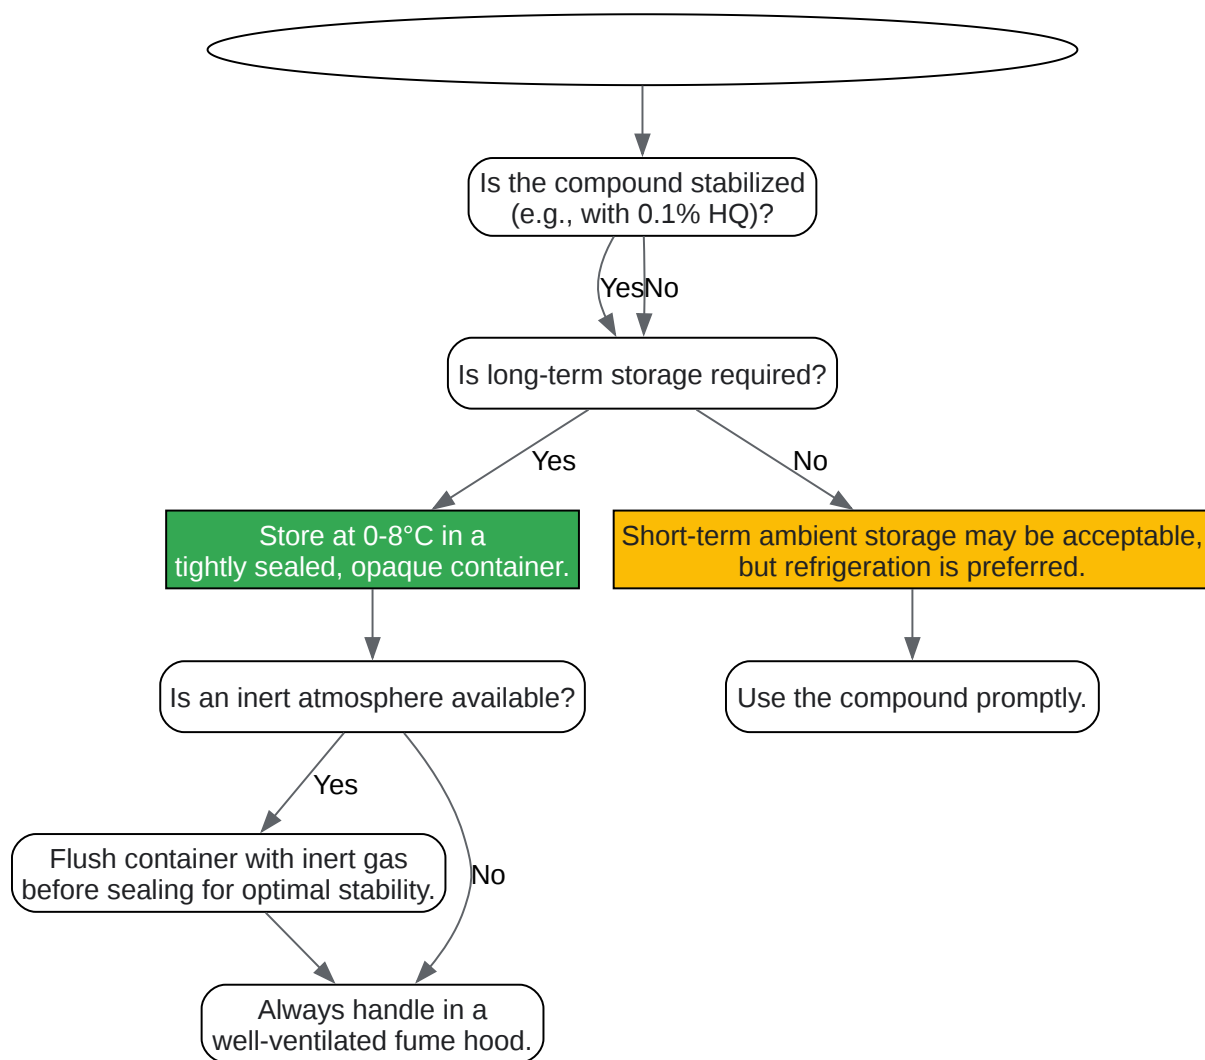 Is the compound stabilized
(e.g., with 0.1% HQ)?
Yes
No
Is long-term storage required?
Yes
No
Store at 0-8°C in a
tightly sealed, opaque container.
Short-term ambient storage may be acceptable,
but refrigeration is preferred.
Is an inert atmosphere available?
Use the compound promptly.
Yes
No
Flush container with inert gas
before sealing for optimal stability.
Always handle in a
well-ventilated fume hood.